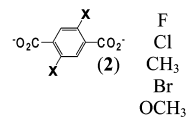 X F
⁻O₂C CO₂⁻ Cl
X (2) CH₃
Br
OCH₃